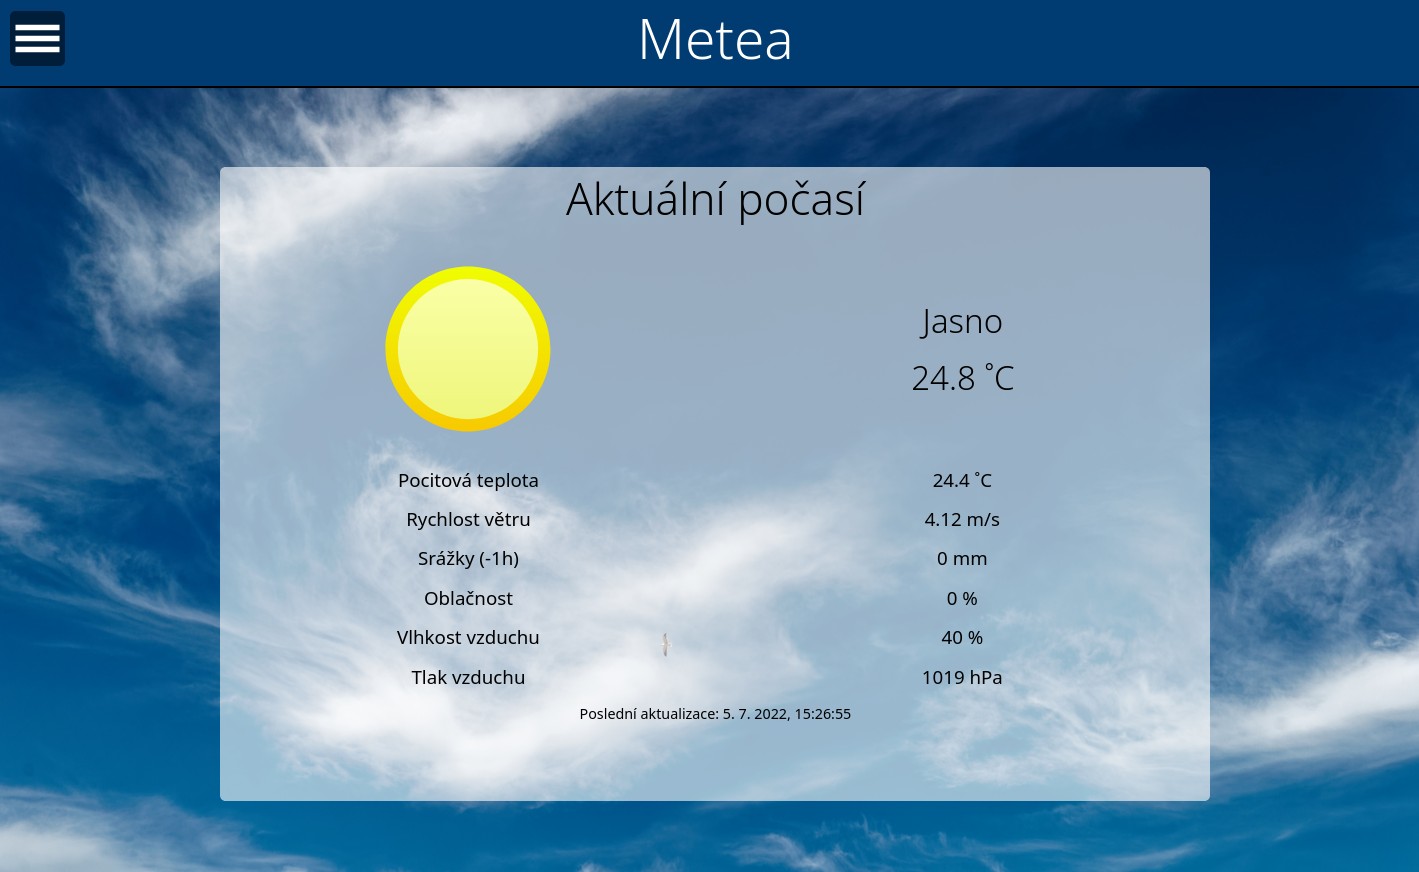 Metea
Aktuální počasí
Jasno
24.8 ˚C
Pocitová teplota 24.4 ˚C
Rychlost větru 4.12 m/s
Srážky (-1h) 0 mm
Oblačnost 0 %
Vlhkost vzduchu 40 %
Tlak vzduchu 1019 hPa
Poslední aktualizace: 5. 7. 2022, 15:26:55